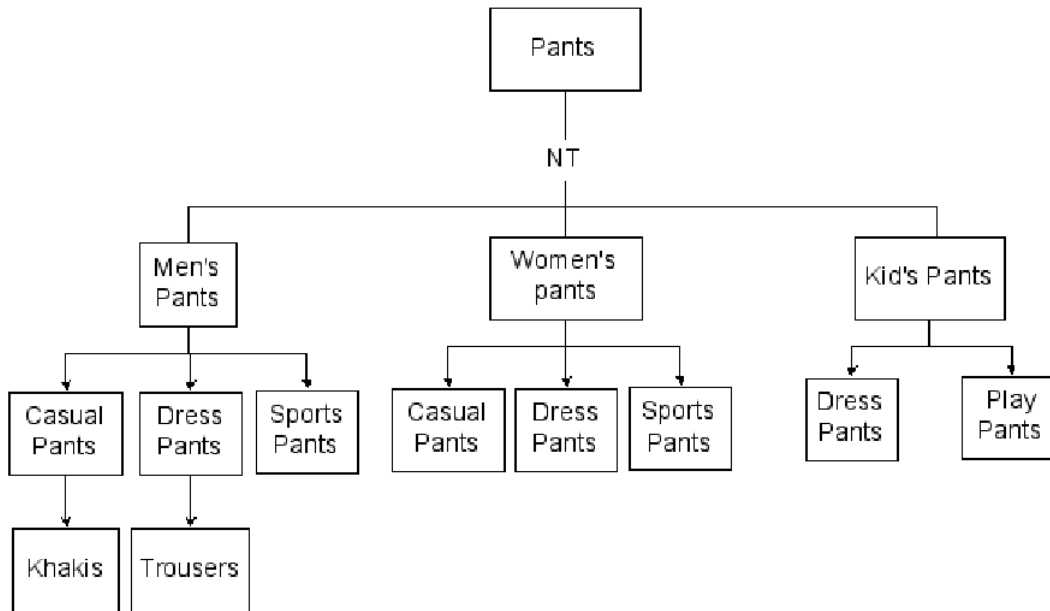 Pants
NT
Men's
Pants
Women's
pants
Kid's Pants
Casual
Pants
Dress
Pants
Sports
Pants
Casual
Pants
Dress
Pants
Sports
Pants
Dress
Pants
Play
Pants
Khakis
Trousers